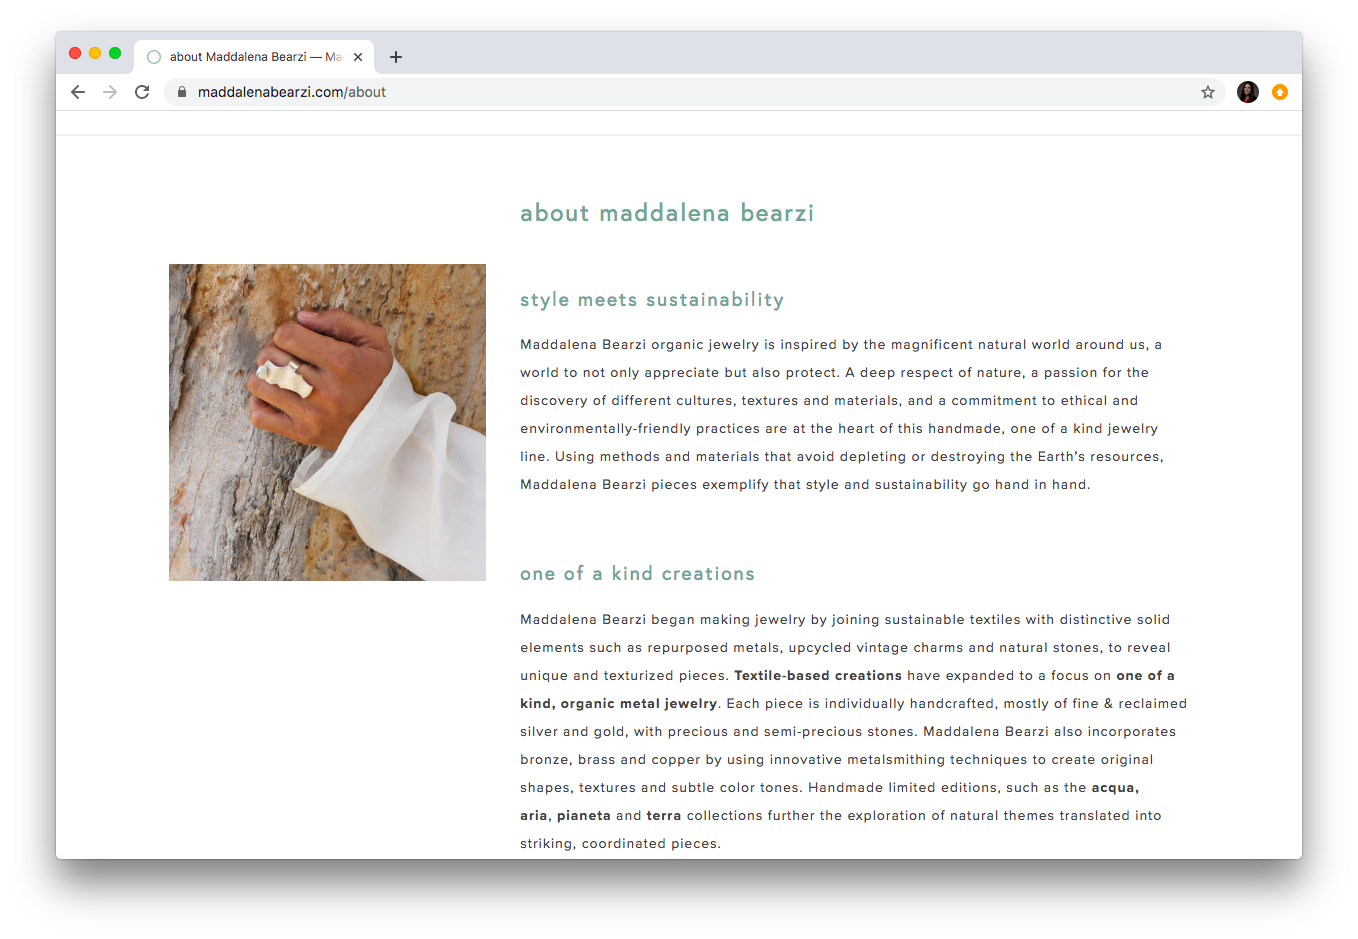 about Maddalena Bearzi — Ma
maddalenabearzi.com/about
about maddalena bearzi
style meets sustainability
Maddalena Bearzi organic jewelry is inspired by the magnificent natural world around us, a
world to not only appreciate but also protect. A deep respect of nature, a passion for the
discovery of different cultures, textures and materials, and a commitment to ethical and
environmentally-friendly practices are at the heart of this handmade, one of a kind jewelry
line. Using methods and materials that avoid depleting or destroying the Earth’s resources,
Maddalena Bearzi pieces exemplify that style and sustainability go hand in hand.
one of a kind creations
Maddalena Bearzi began making jewelry by joining sustainable textiles with distinctive solid
elements such as repurposed metals, upcycled vintage charms and natural stones, to reveal
unique and texturized pieces. Textile-based creations have expanded to a focus on one of a
kind, organic metal jewelry. Each piece is individually handcrafted, mostly of fine & reclaimed
silver and gold, with precious and semi-precious stones. Maddalena Bearzi also incorporates
bronze, brass and copper by using innovative metalsmithing techniques to create original
shapes, textures and subtle color tones. Handmade limited editions, such as the acqua,
aria, pianeta and terra collections further the exploration of natural themes translated into
striking, coordinated pieces.